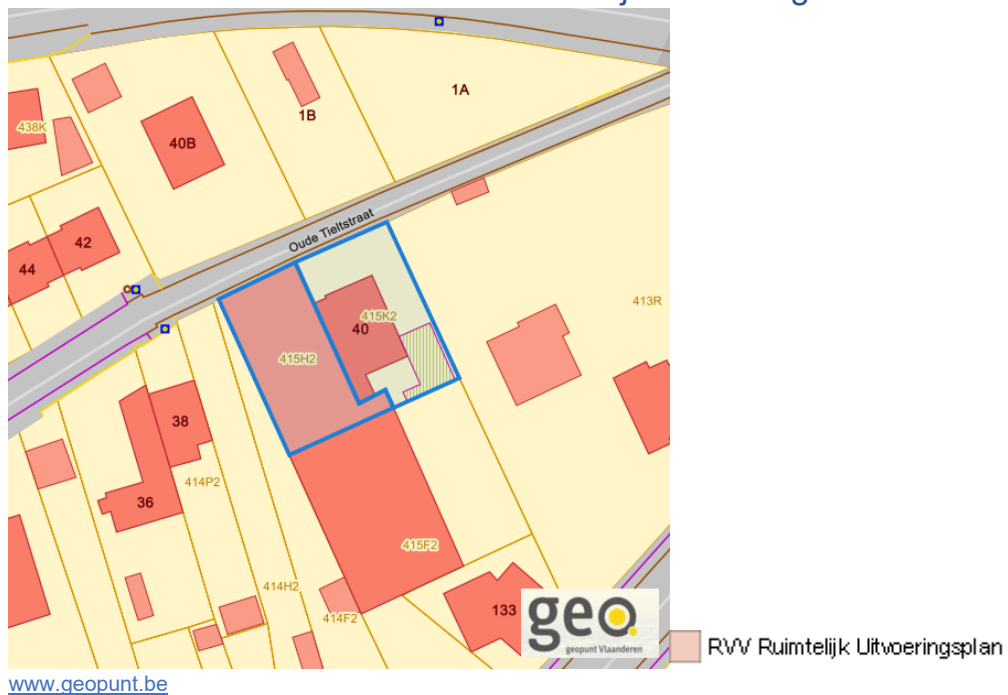 1A
1B
438K
40B
Oude Tieltstraat
42
44
413R
415K2
40
415H2
38
414P2
36
415F2
414H2
133
414F2
geo
geopunt Vlaanderen
RVV Ruimtelijk Uitvoeringsplan
www.geopunt.be